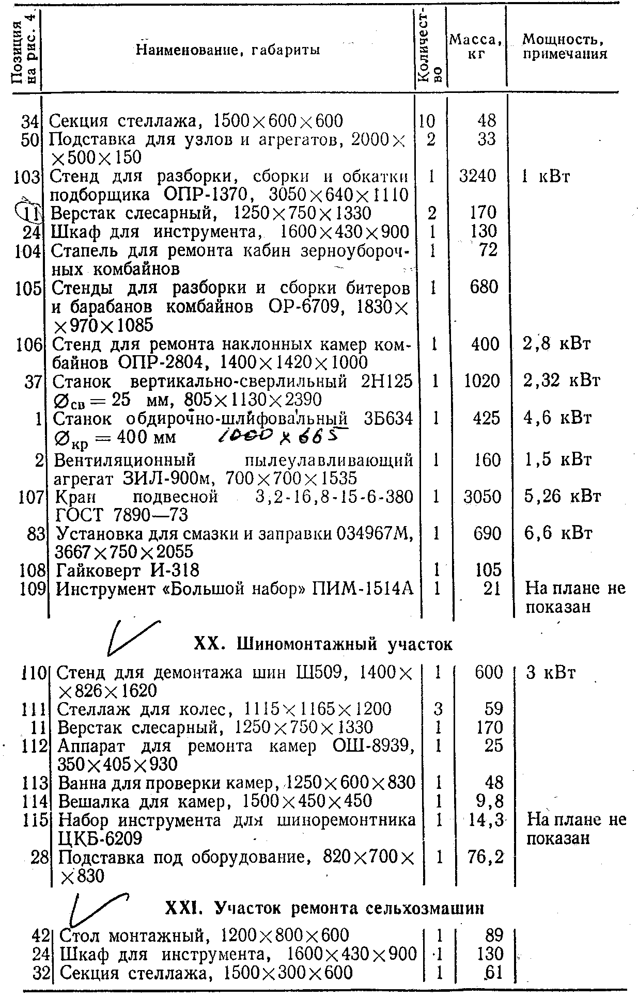 Позиция на рис. 4. Наименование, габариты Количест-во Масса, кг Мощность, примечания
34 Секция стеллажа, 1500×600×600 10 48
50 Подставка для узлов и агрегатов, 2000× 2 33
×500×150
103 Стенд для разборки, сборки и обкатки 1 3240 1 кВт
подборщика ОПР-1370, 3050×640×1110
11 Верстак слесарный, 1250×750×1330 2 170
24 Шкаф для инструмента, 1600×430×900 1 130
104 Стапель для ремонта кабин зерноубороч- 1 72
ных комбайнов
105 Стенды для разборки и сборки битеров 1 680
и барабанов комбайнов ОР-6709, 1830×
×970×1085
106 Стенд для ремонта наклонных камер ком- 1 400 2,8 кВт
байнов ОПР-2804, 1400×1420×1000
37 Станок вертикально-сверлильный 2Н125 1 1020 2,32 кВт
∅св = 25 мм, 805×1130×2390
1 Станок обдирочно-шлифовальный 3Б634 1 425 4,6 кВт
∅кр = 400 мм 1000 × 665
2 Вентиляционный пылеулавливающий 1 160 1,5 кВт
агрегат ЗИЛ-900м, 700×700×1535
107 Кран подвесной 3,2-16,8-15-6-380 1 3050 5,26 кВт
ГОСТ 7890—73
83 Установка для смазки и заправки 034967М, 1 690 6,6 кВт
3667×750×2055
108 Гайковерт И-318 1 105
109 Инструмент «Большой набор» ПИМ-1514А 1 21 На плане не
показан
XX. Шиномонтажный участок
110 Стенд для демонтажа шин Ш509, 1400× 1 600 3 кВт
×826×1620
111 Стеллаж для колес, 1115×1165×1200 3 59
11 Верстак слесарный, 1250×750×1330 1 170
112 Аппарат для ремонта камер ОШ-8939, 1 25
350×405×930
113 Ванна для проверки камер, 1250×600×830 1 48
114 Вешалка для камер, 1500×450×450 1 9,8
115 Набор инструмента для шиноремонтника 1 14,3 На плане не
ЦКБ-6209 показан
28 Подставка под оборудование, 820×700× 1 76,2
×830
XXI. Участок ремонта сельхозмашин
42 Стол монтажный, 1200×800×600 1 89
24 Шкаф для инструмента, 1600×430×900 1 130
32 Секция стеллажа, 1500×300×600 1 61